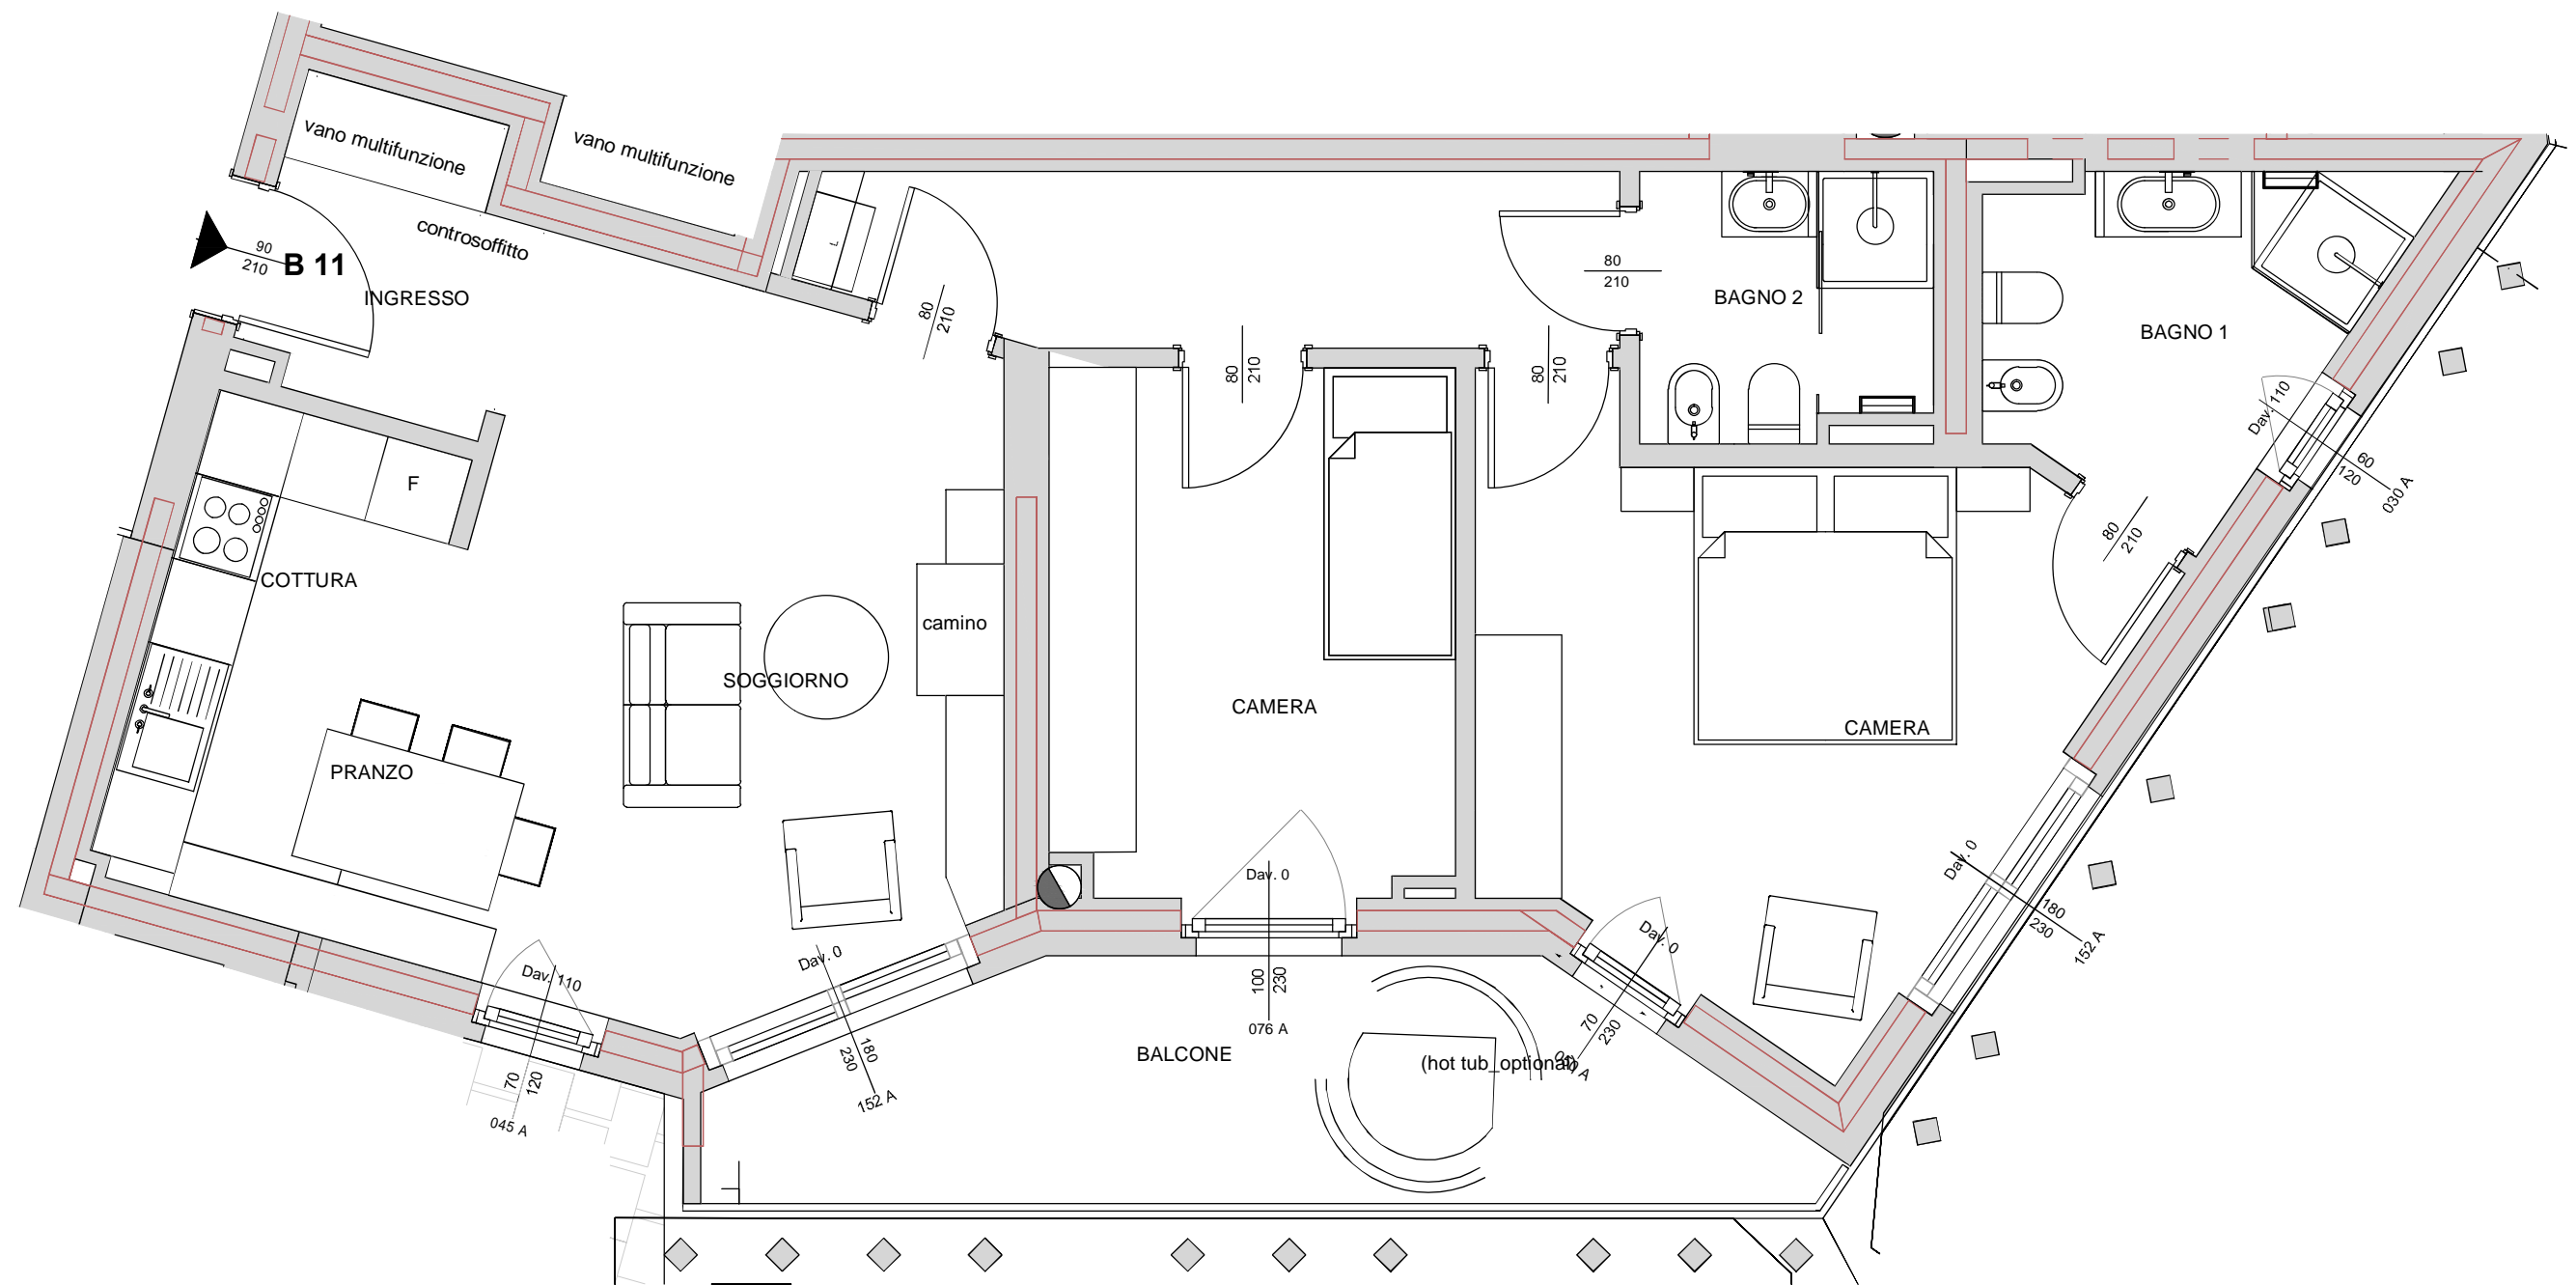 vano multifunzione
vano multifunzione
controsoffitto
90
210
B 11
INGRESSO
L
80
210
80
210
BAGNO 2
BAGNO 1
80
210
80
210
Dav. 110
60
120
030 A
F
80
210
COTTURA
camino
SOGGIORNO
CAMERA
CAMERA
PRANZO
Dav. 0
Dav. 0
180
230
152 A
Dav. 0
Dav. 0
Dav. 110
100
230
076 A
70
230
180
230
152 A
BALCONE
(hot tub_optional)
70
120
045 A